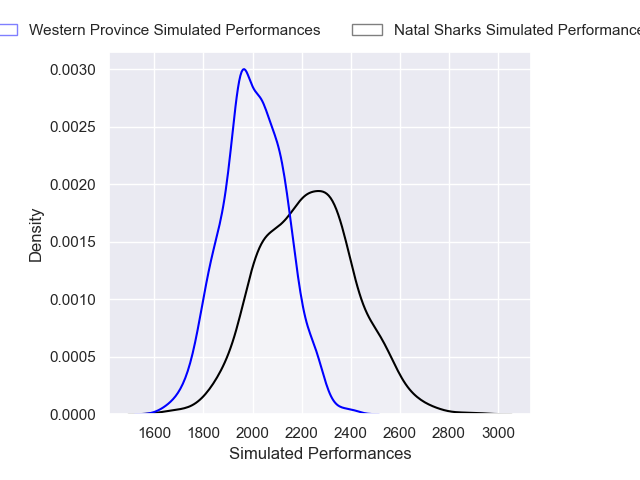 Western Province Simulated Performances Natal Sharks Simulated Performance
0.0030
0.0025
0.0020
0.0015
0.0010
0.0005
0.0000
Density
1600 1800 2000 2200 2400 2600 2800 3000
Simulated Performances